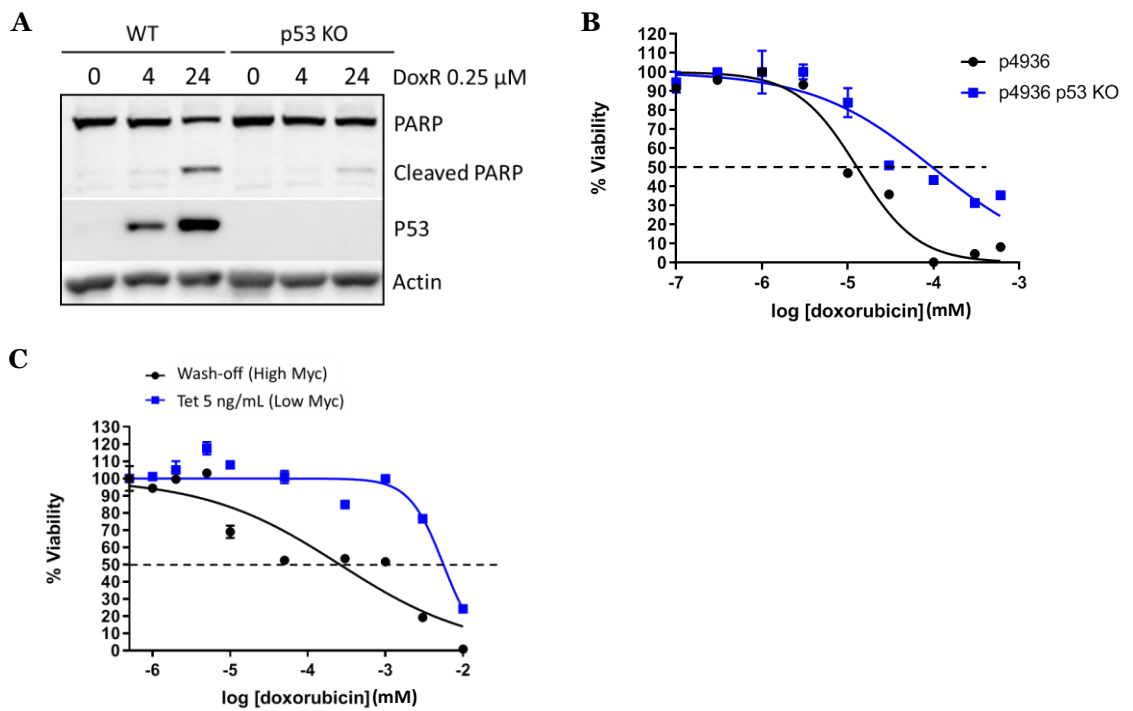 A
WT p53 KO
0 4 24 0 4 24 DoxR 0.25 µM
PARP
Cleaved PARP
P53
Actin
B
120
110
100
90
80
70
60
50
40
30
20
10
0
% Viability
p4936
p4936 p53 KO
-7 -6 -5 -4 -3
log [doxorubicin] (mM)
C
Wash-off (High Myc)
Tet 5 ng/mL (Low Myc)
130
120
110
100
90
80
70
60
50
40
30
20
10
0
% Viability
-6 -5 -4 -3 -2
log [doxorubicin] (mM)